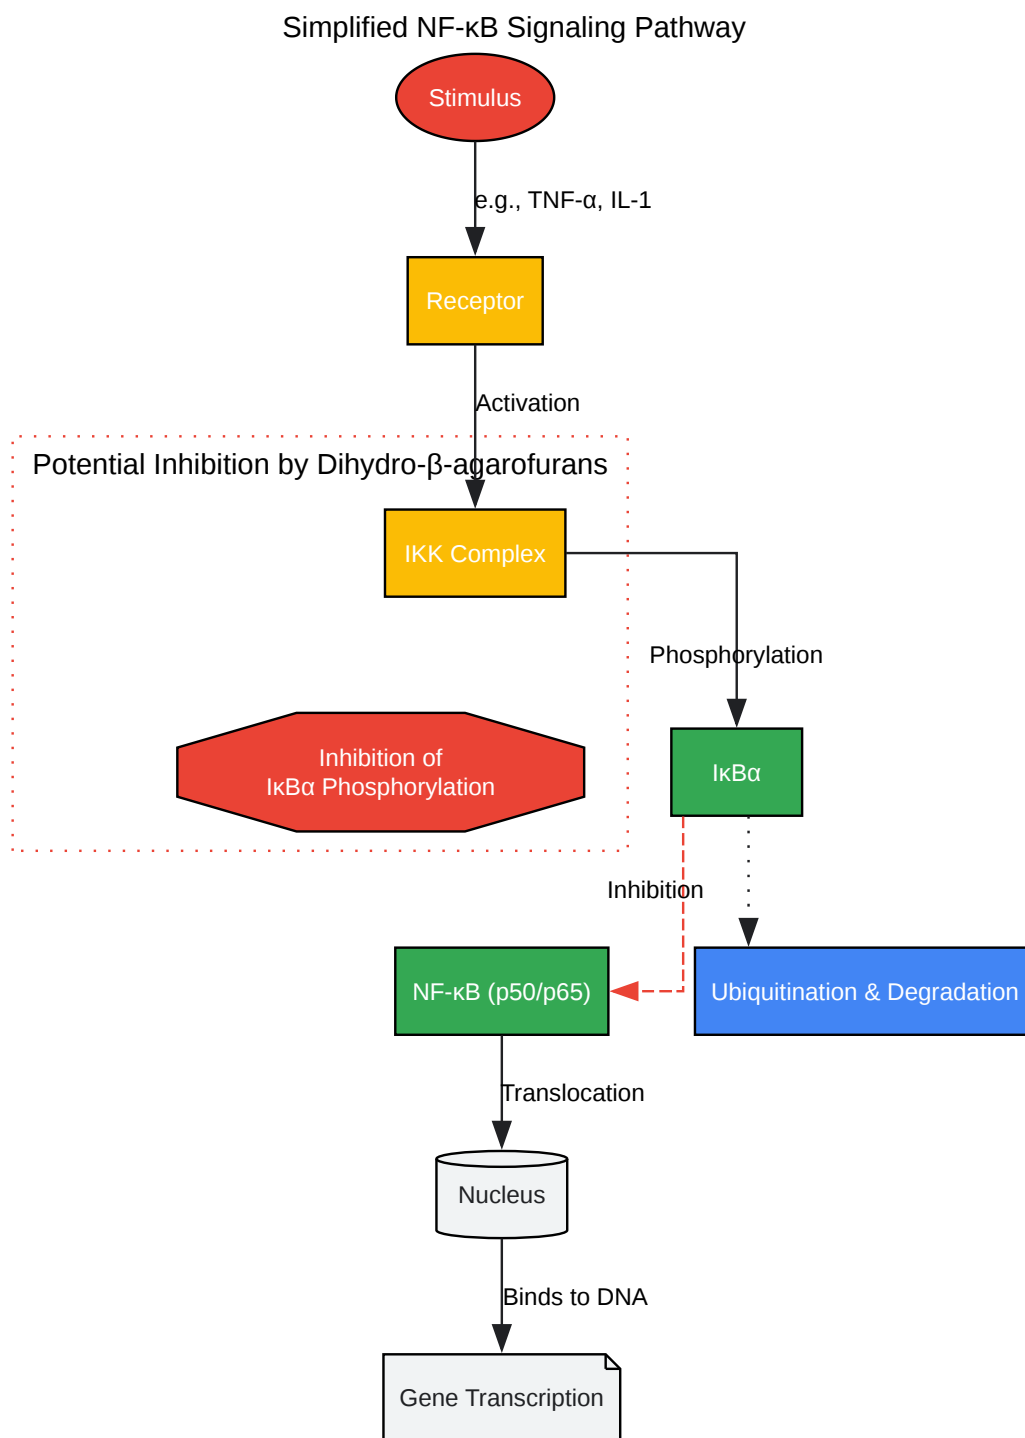 Simplified NF-κB Signaling Pathway
Stimulus
e.g., TNF-α, IL-1
Receptor
Activation
Potential Inhibition by Dihydro-β-agarofurans
IKK Complex
Phosphorylation
Inhibition of
IκBα Phosphorylation
IκBα
Inhibition
NF-κB (p50/p65)
Ubiquitination & Degradation
Translocation
Nucleus
Binds to DNA
Gene Transcription